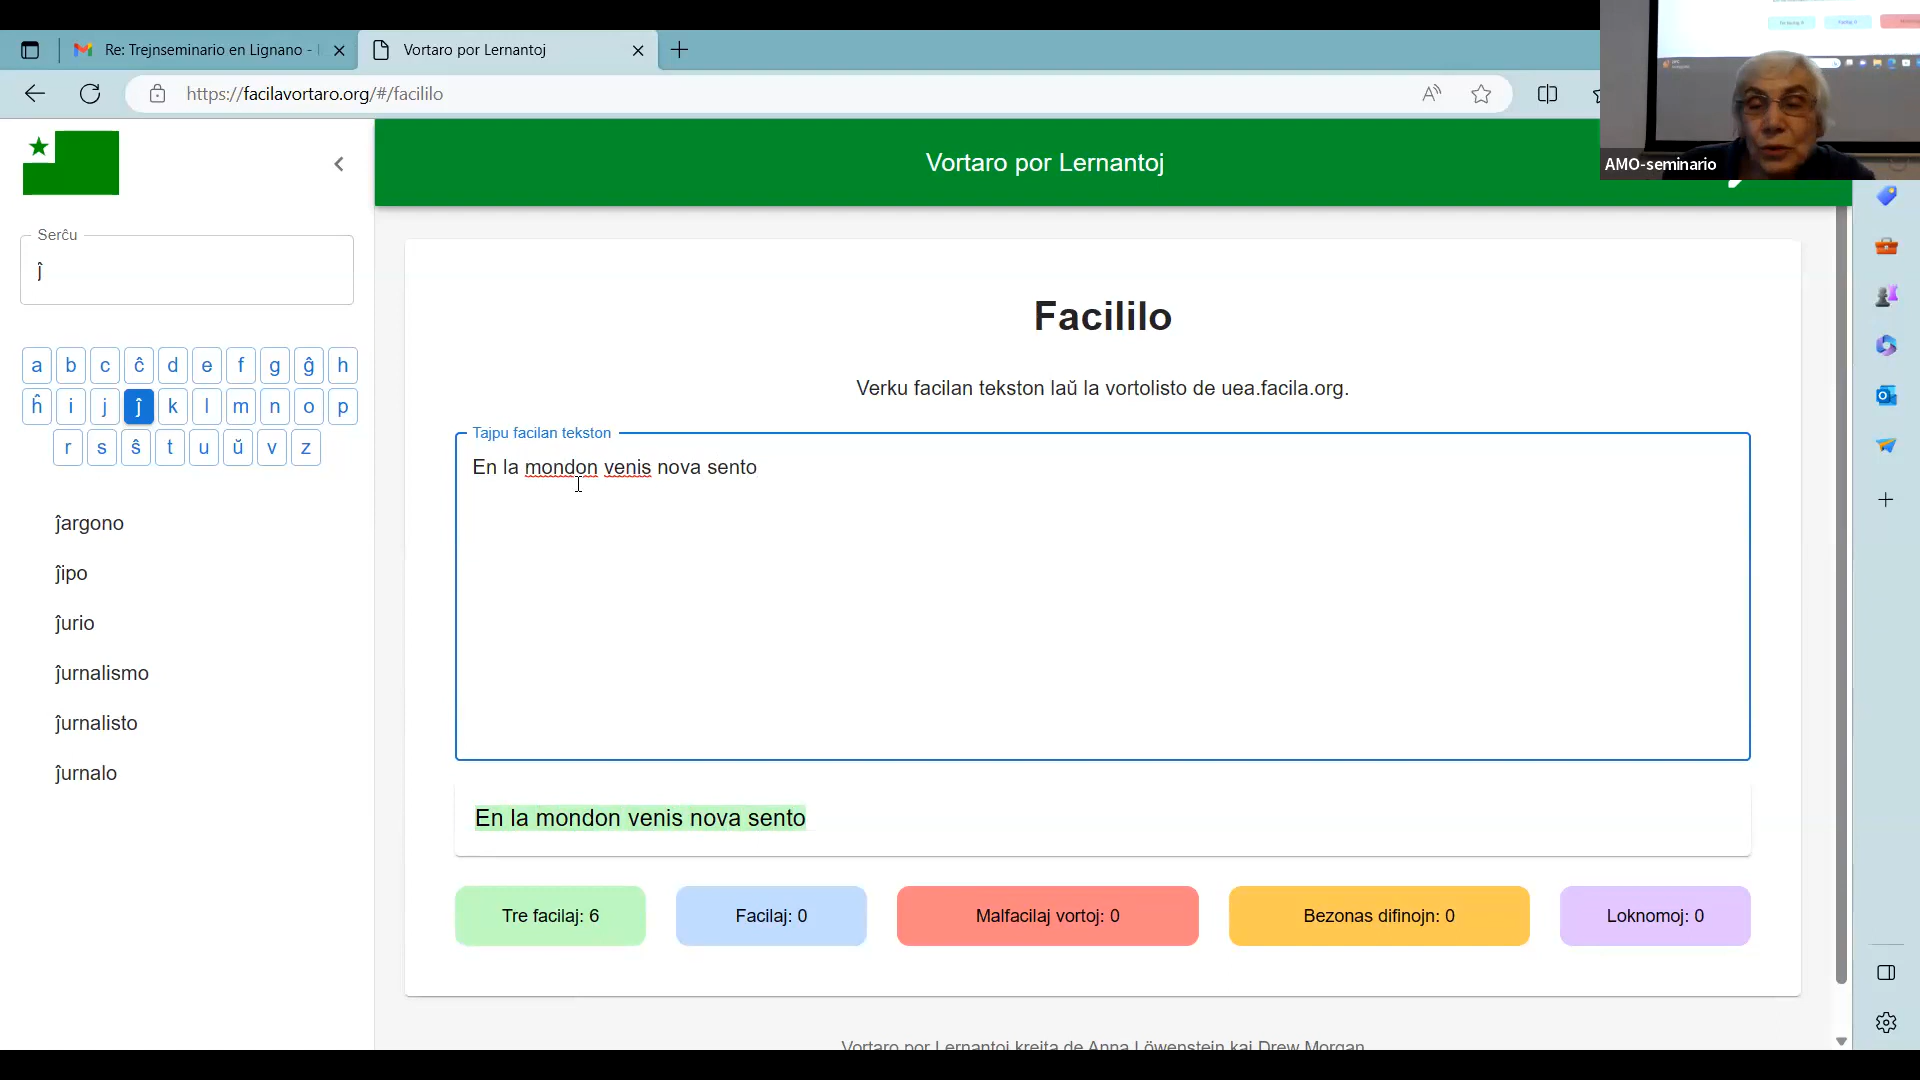 Re: Trejnseminario en Lignano -
Vortaro por Lernantoj
https://facilavortaro.org/#/facililo
AMO-seminario
Vortaro por Lernantoj
Serĉu
ĵ
a b c ĉ d e f g ĝ h
ĥ i j ĵ k l m n o p
r s ŝ t u ŭ v z
ĵargono
ĵipo
ĵurio
ĵurnalismo
ĵurnalisto
ĵurnalo
Facililo
Verku facilan tekston laŭ la vortolisto de uea.facila.org.
Tajpu facilan tekston
En la mondon venis nova sento
En la mondon venis nova sento
Tre facilaj: 6
Facilaj: 0
Malfacilaj vortoj: 0
Bezonas difinojn: 0
Loknomoj: 0
Vortaro por Lernantoj kreita de Anna Löwenstein kaj Drew Morgan